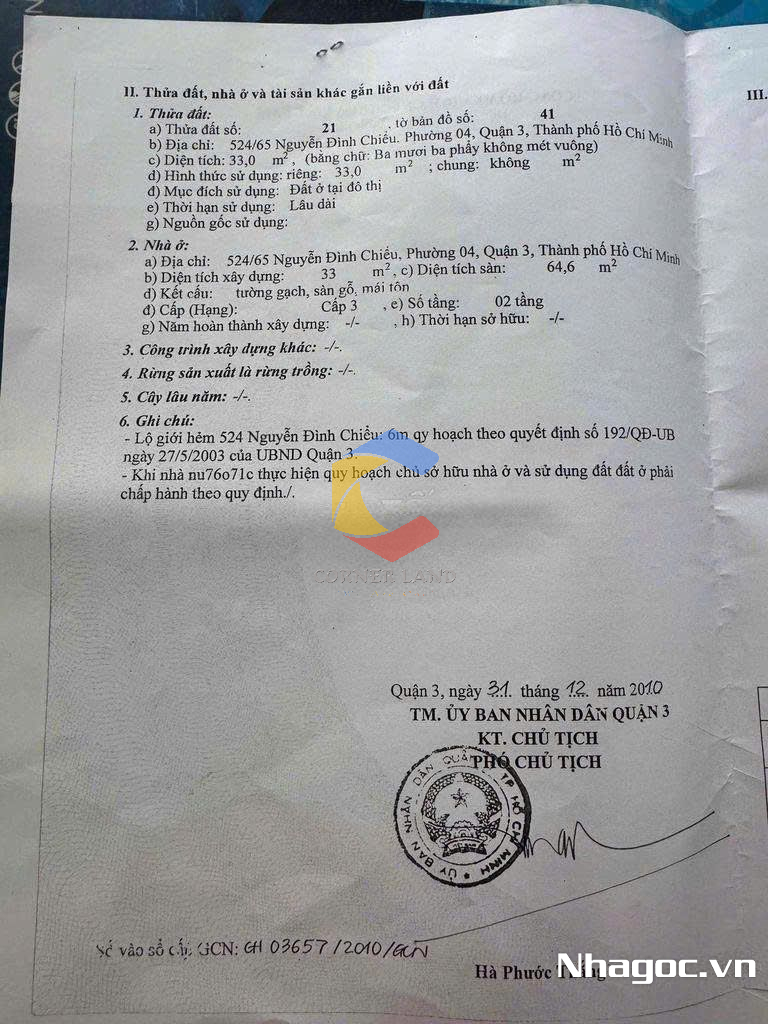 II. Thửa đất, nhà ở và tài sản khác gắn liền với đất
III.
1. Thửa đất:
a) Thửa đất số: 21 , tờ bản đồ số: 41
b) Địa chỉ: 524/65 Nguyễn Đình Chiểu. Phường 04, Quận 3, Thành phố Hồ Chí Minh
c) Diện tích: 33,0 m², (bằng chữ: Ba mươi ba phẩy không mét vuông)
d) Hình thức sử dụng: riêng: 33,0 m² ; chung: không m²
đ) Mục đích sử dụng: Đất ở tại đô thị
e) Thời hạn sử dụng: Lâu dài
g) Nguồn gốc sử dụng:
2. Nhà ở:
a) Địa chỉ: 524/65 Nguyễn Đình Chiểu. Phường 04, Quận 3, Thành phố Hồ Chí Minh
b) Diện tích xây dựng: 33 m², c) Diện tích sàn: 64,6 m²
d) Kết cấu: tường gạch, sàn gỗ, mái tôn
đ) Cấp (Hạng): Cấp 3 , e) Số tầng: 02 tầng
g) Năm hoàn thành xây dựng: -/- , h) Thời hạn sở hữu: -/-
3. Công trình xây dựng khác: -/-.
4. Rừng sản xuất là rừng trồng: -/-.
5. Cây lâu năm: -/-.
6. Ghi chú:
- Lộ giới hẻm 524 Nguyễn Đình Chiểu: 6m qy hoạch theo quyết định số 192/QĐ-UB
ngày 27/5/2003 của UBND Quận 3.
- Khi nhà nu76o71c thực hiện quy hoạch chủ sở hữu nhà ở và sử dụng đất đất ở phải
chấp hành theo quy định./.
CORNER LAND
Quận 3, ngày 31 tháng 12 năm 2010
TM. ỦY BAN NHÂN DÂN QUẬN 3
KT. CHỦ TỊCH
PHÓ CHỦ TỊCH
ỦY BAN NHÂN DÂN QUẬN TP HỒ CHÍ MINH
Số vào sổ cấp GCN: CH 03657/2010/GCN
Hà Phước
Nhagoc.vn